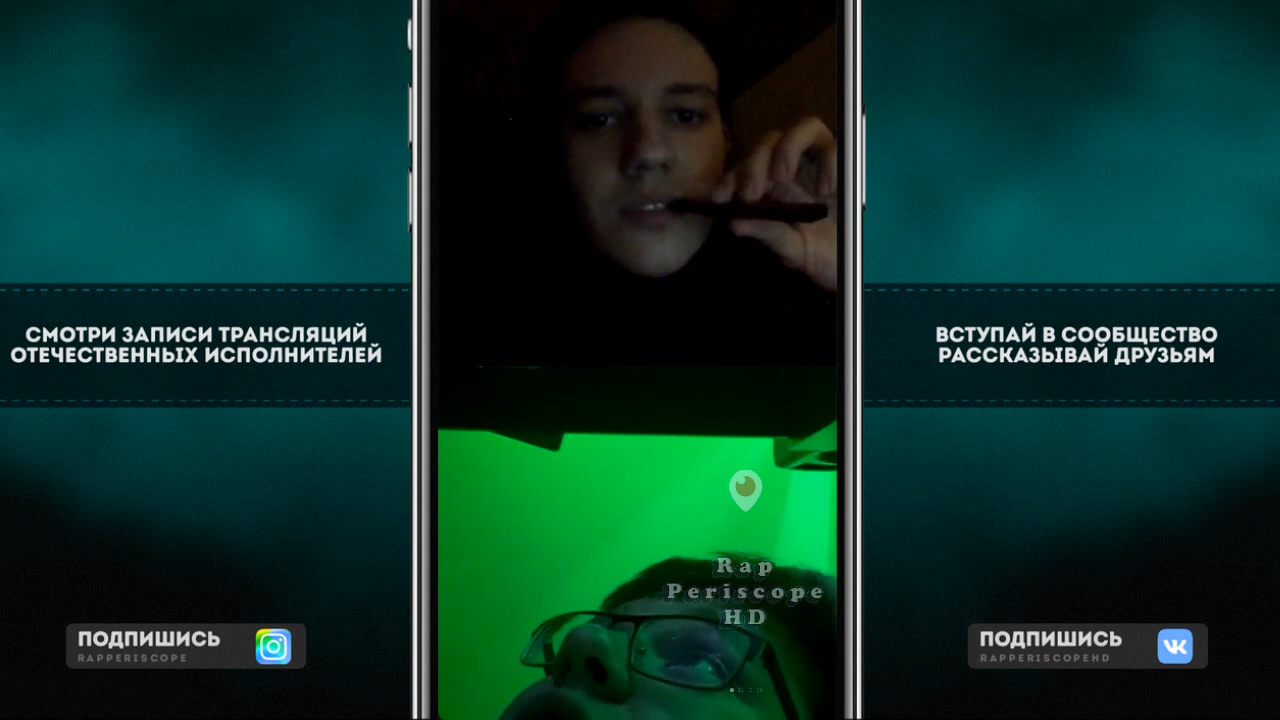 СМОТРИ ЗАПИСИ ТРАНСЛЯЦИЙ
ОТЕЧЕСТВЕННЫХ ИСПОЛНИТЕЛЕЙ
ВСТУПАЙ В СООБЩЕСТВО
РАССКАЗЫВАЙ ДРУЗЬЯМ
Rap
Periscope
HD
ПОДПИШИСЬ
RAPPERISCOPE
ПОДПИШИСЬ
RAPPERISCOPEHD